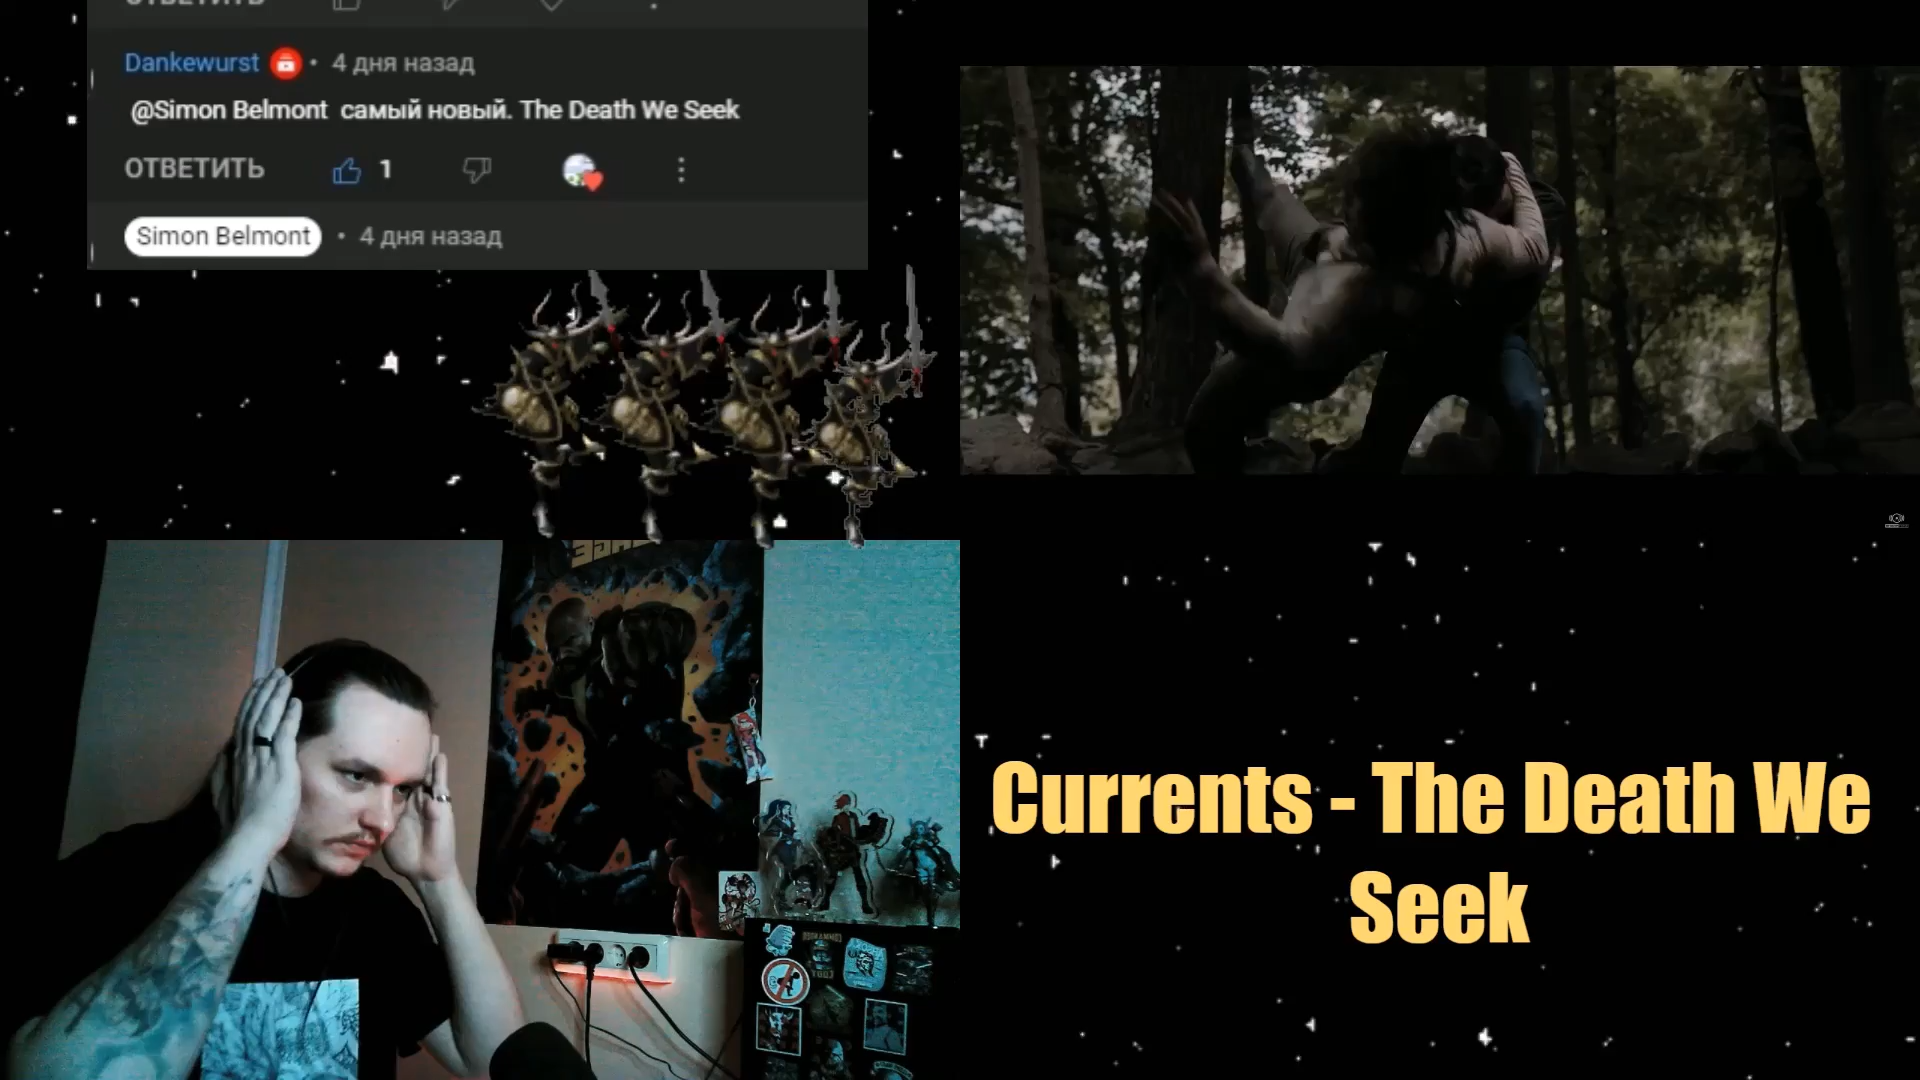 ОТВЕТИТЬ
Dankewurst • 4 дня назад
@Simon Belmont самый новый. The Death We Seek
ОТВЕТИТЬ 1
Simon Belmont • 4 дня назад
Currents - The Death We
Seek